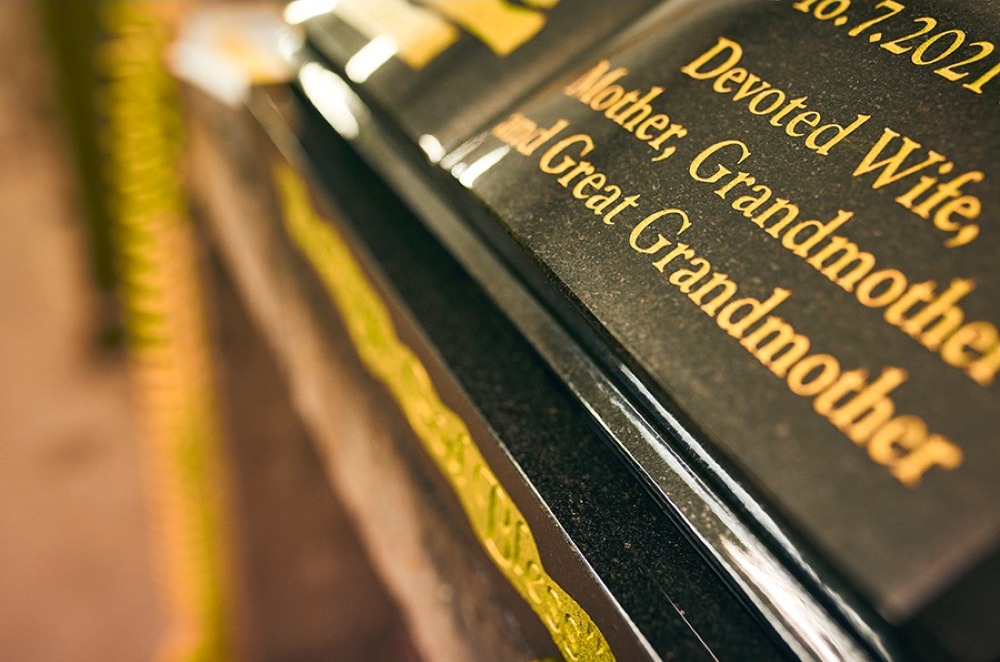 16.7.2021
Devoted Wife,
Mother, Grandmother
and Great Grandmother